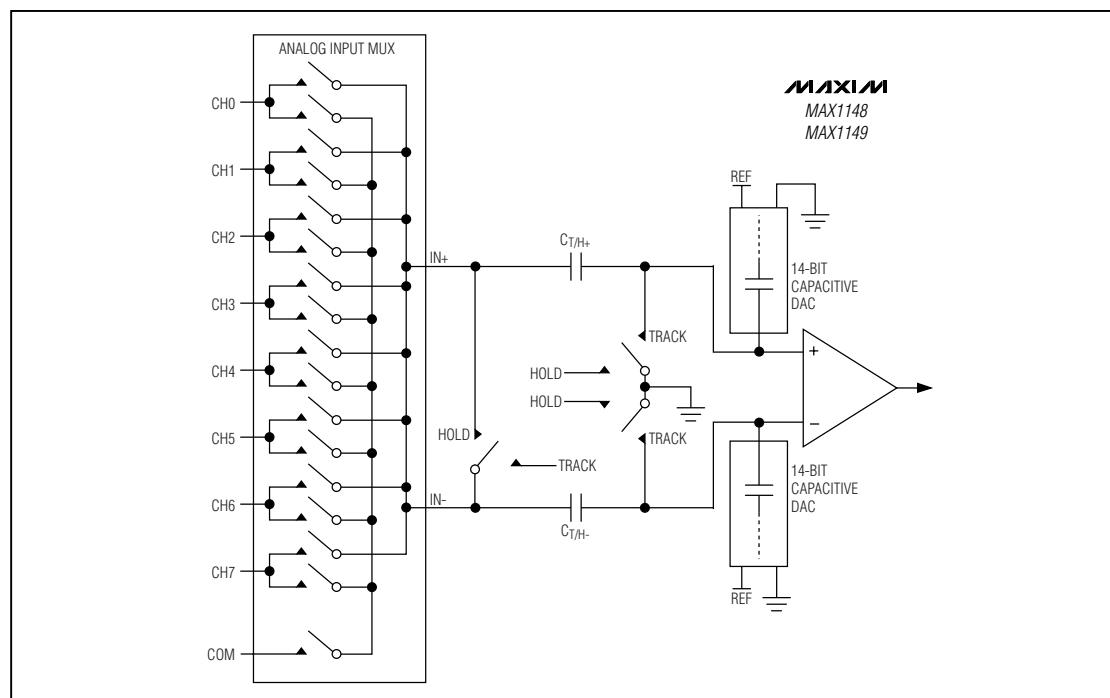 ANALOG INPUT MUX
CH0
CH1
CH2
CH3
CH4
CH5
CH6
CH7
COM
IN+
IN-
HOLD
TRACK
CT/H+
CT/H-
TRACK
HOLD
HOLD
TRACK
MAXIM
MAX1148
MAX1149
REF
14-BIT
CAPACITIVE
DAC
+
−
14-BIT
CAPACITIVE
DAC
REF